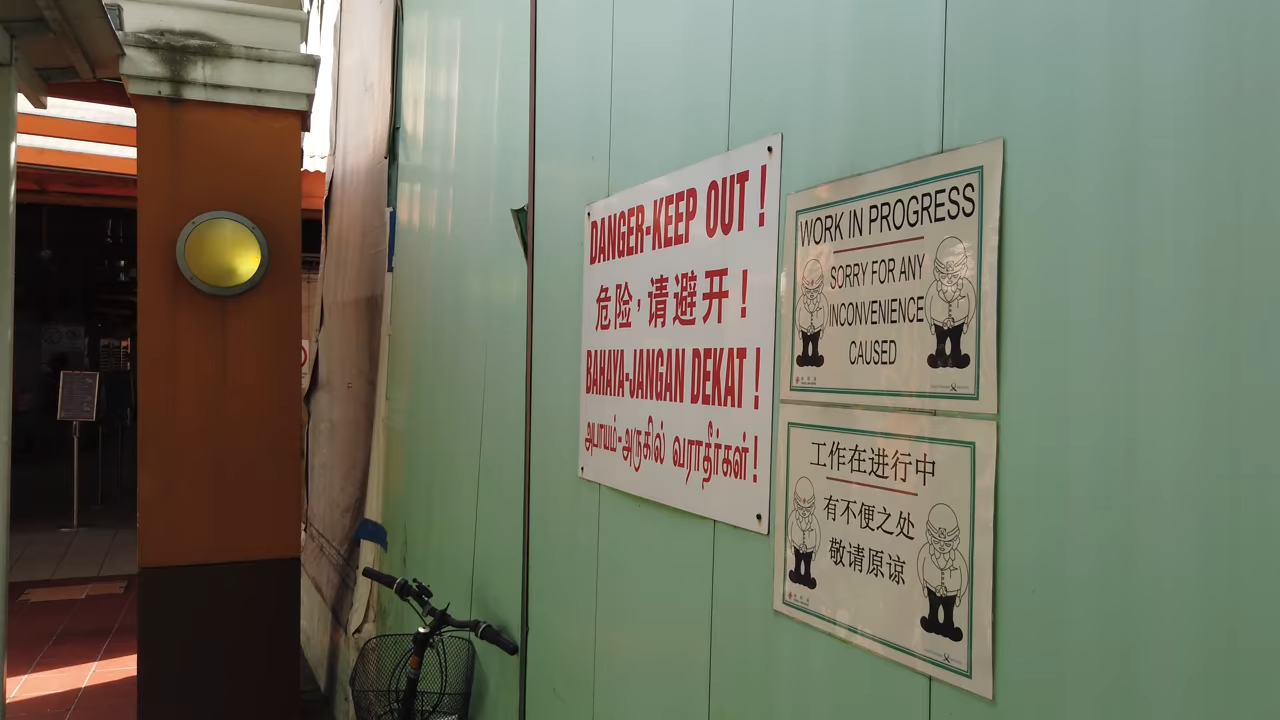 DANGER-KEEP OUT!
危险,请避开!
BAHAYA-JANGAN DEKAT!
அபாயம்-அருகில் வராதீர்கள்!
WORK IN PROGRESS
SORRY FOR ANY
INCONVENIENCE
CAUSED
工作在进行中
有不便之处
敬请原谅